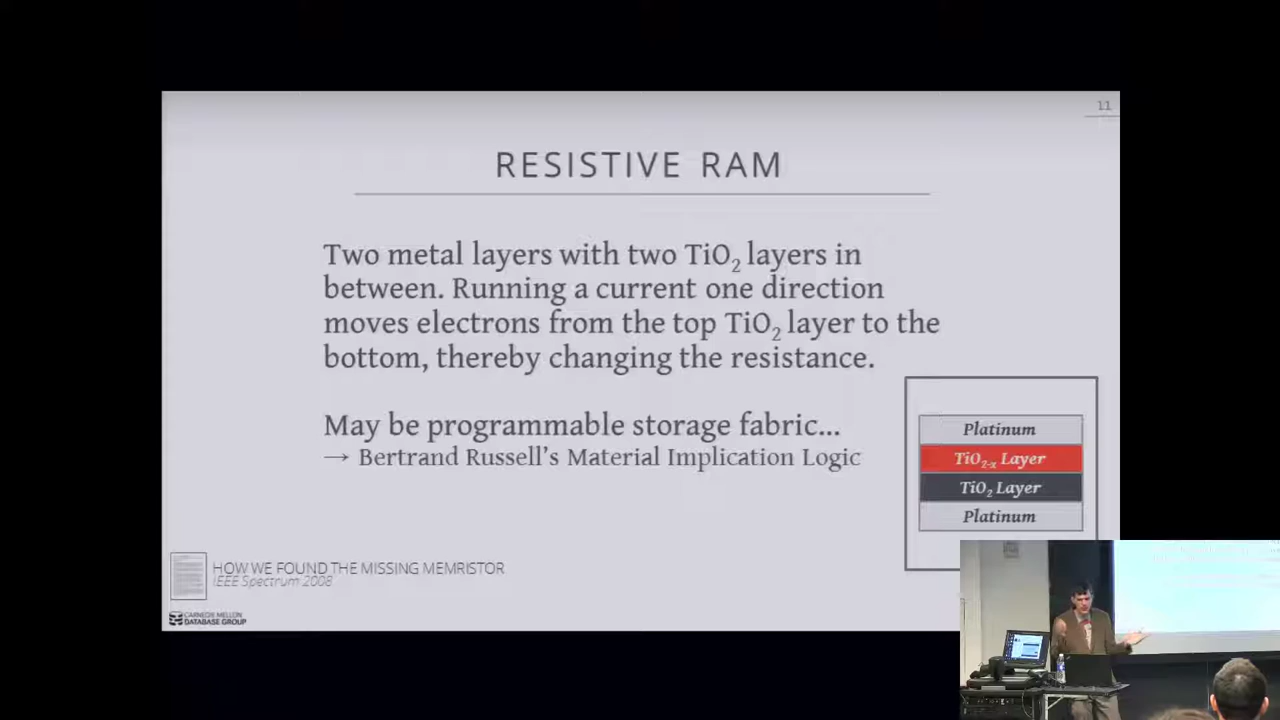 11
RESISTIVE RAM
Two metal layers with two TiO₂ layers in
between. Running a current one direction
moves electrons from the top TiO₂ layer to the
bottom, thereby changing the resistance.
May be programmable storage fabric...
→ Bertrand Russell's Material Implication Logic
Platinum
TiO₂₋ₓ Layer
TiO₂ Layer
Platinum
HOW WE FOUND THE MISSING MEMRISTOR
IEEE Spectrum 2008
CARNEGIE MELLON
DATABASE GROUP